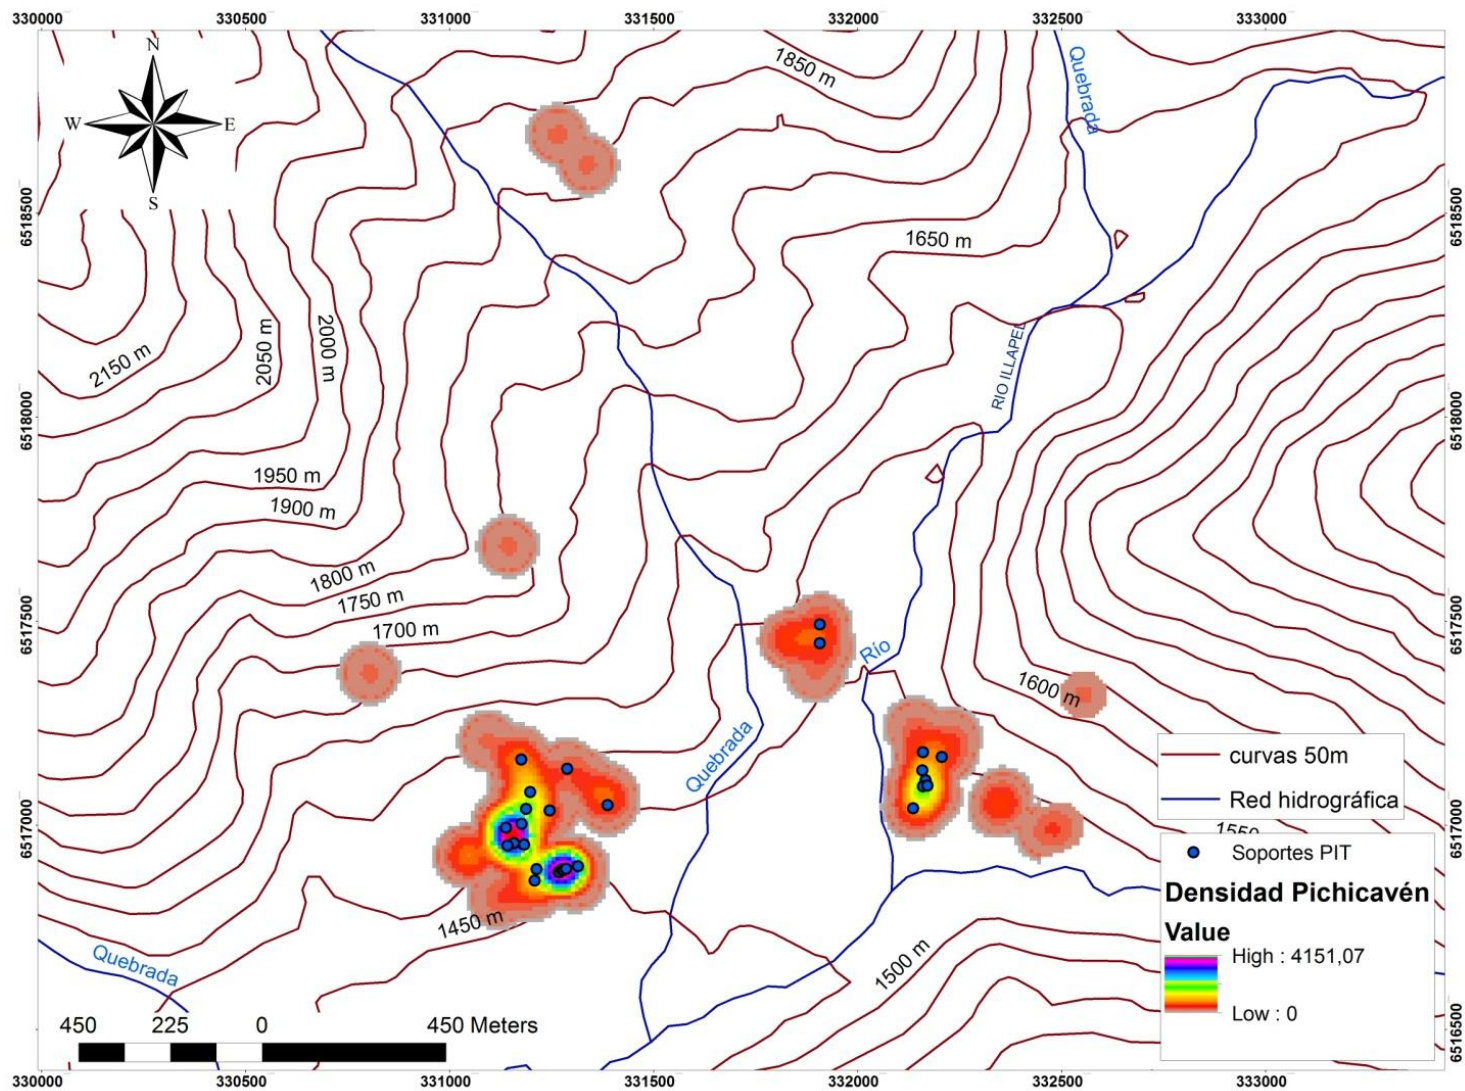 330000 330500 331000 331500 332000 332500 333000
N
W E
S
1850 m
Quebrada
6518500
6518500
1650 m
2150 m
2050 m
2000 m
RIO ILLAPEL
6518000
6518000
1950 m
1900 m
1800 m
1750 m
1700 m
6517500
6517500
Río
1600 m
Quebrada
curvas 50m
Red hidrográfica
6517000
6517000
1550
Soportes PIT
Densidad Pichicavén
Value
High : 4151,07
Low : 0
1450 m
1500 m
Quebrada
6516500
450 225 0 450 Meters
330000 330500 331000 331500 332000 332500 333000